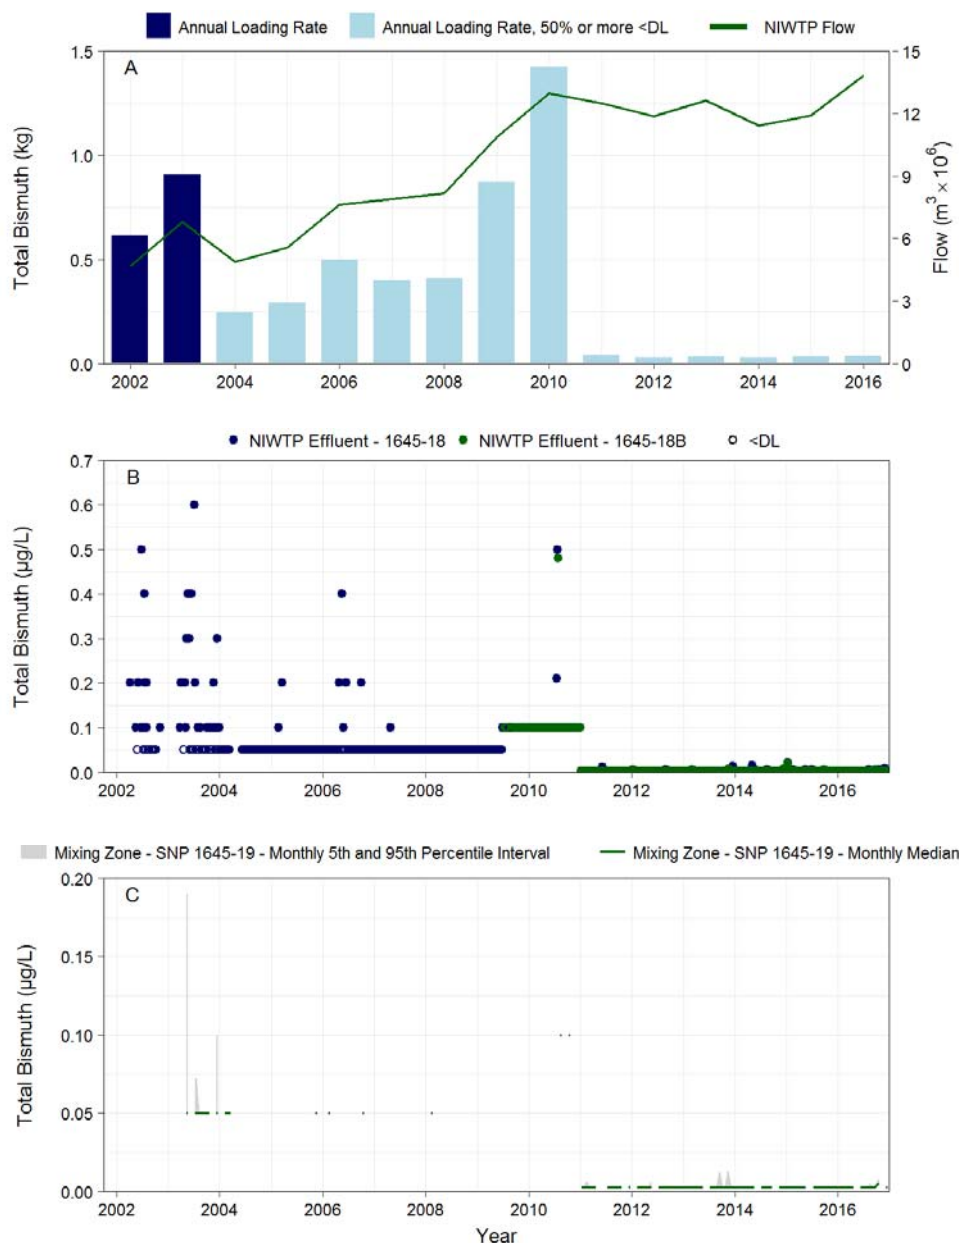 Annual Loading Rate Annual Loading Rate, 50% or more <DL NIWTP Flow
A
Total Bismuth (kg)
1.5
1.0
0.5
0.0
15
12
9
6
3
0
Flow (m³ × 10⁶)
2002 2004 2006 2008 2010 2012 2014 2016
NIWTP Effluent - 1645-18 NIWTP Effluent - 1645-18B <DL
B
Total Bismuth (µg/L)
0.7
0.6
0.5
0.4
0.3
0.2
0.1
0.0
2002 2004 2006 2008 2010 2012 2014 2016
Mixing Zone - SNP 1645-19 - Monthly 5th and 95th Percentile Interval Mixing Zone - SNP 1645-19 - Monthly Median
C
Total Bismuth (µg/L)
0.20
0.15
0.10
0.05
0.00
2002 2004 2006 2008 2010 2012 2014 2016
Year